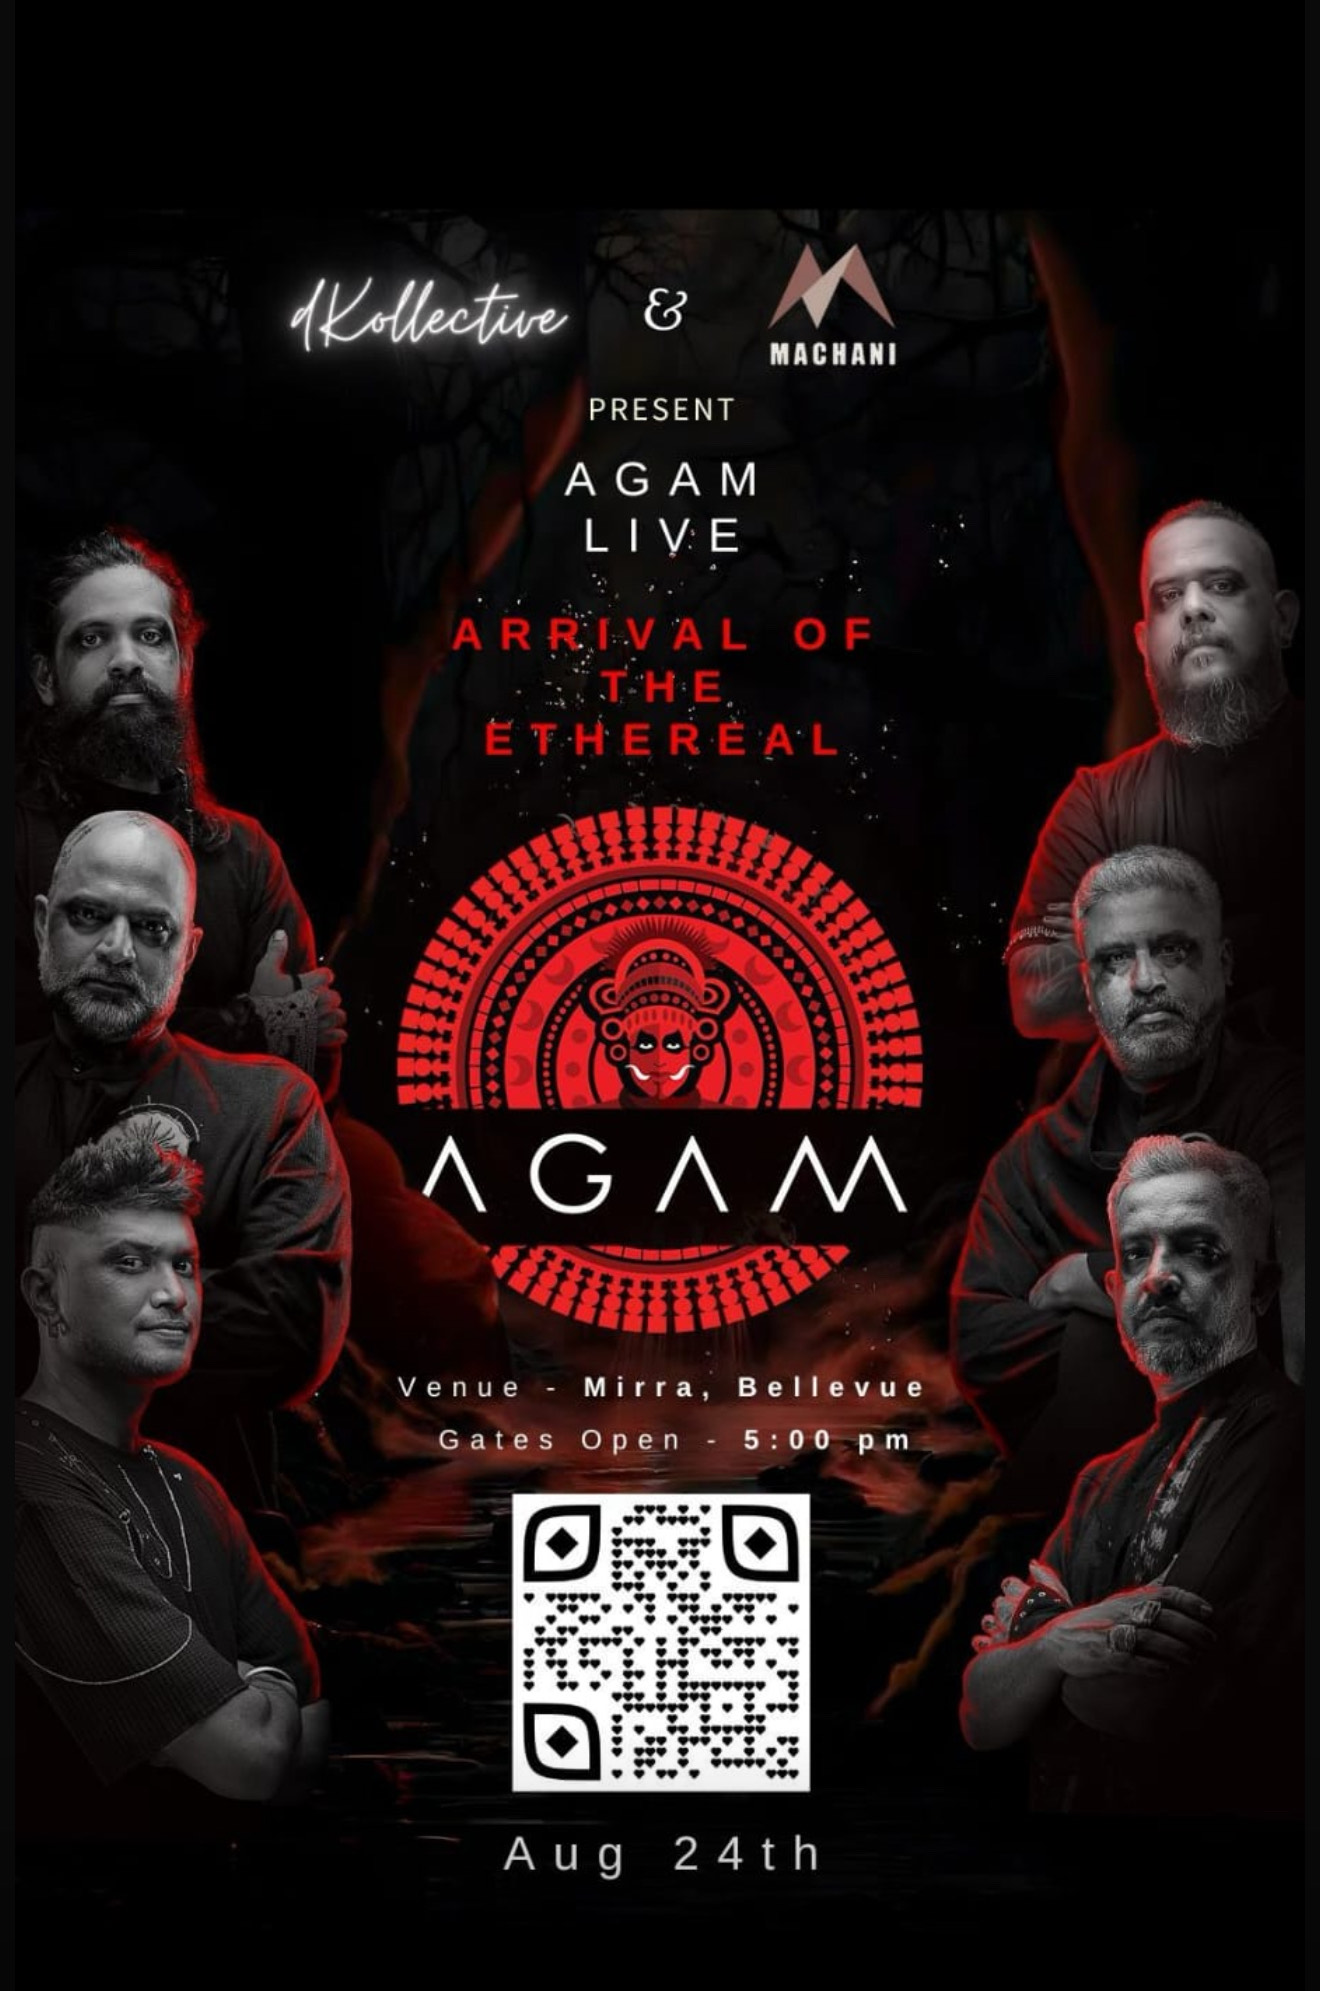 dKollective & MACHANI
PRESENT
AGAM
LIVE
ARRIVAL OF
THE
ETHEREAL
AGAM
Venue - Mirra, Bellevue
Gates Open - 5:00 pm
Aug 24th